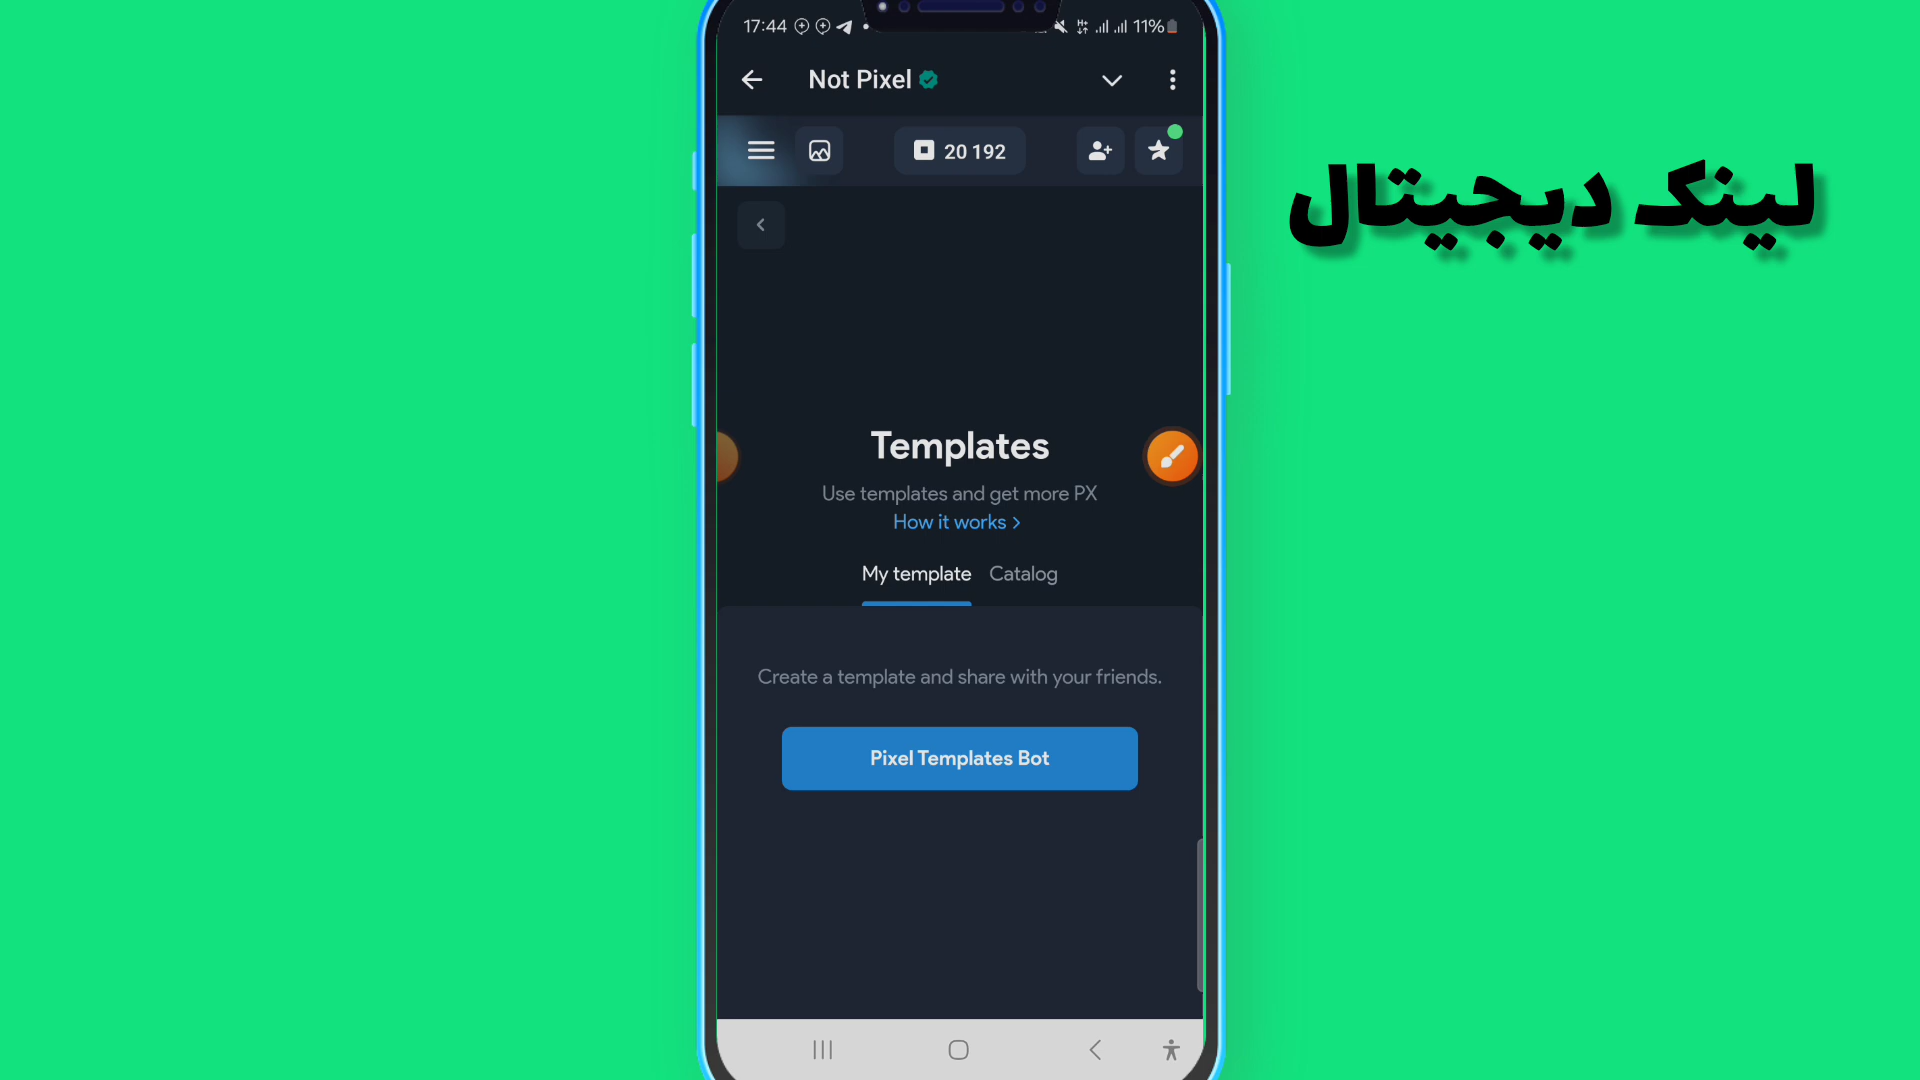 17:44
11%
Not Pixel
20 192
لینک دیجیتال
Templates
Use templates and get more PX
How it works >
My template Catalog
Create a template and share with your friends.
Pixel Templates Bot